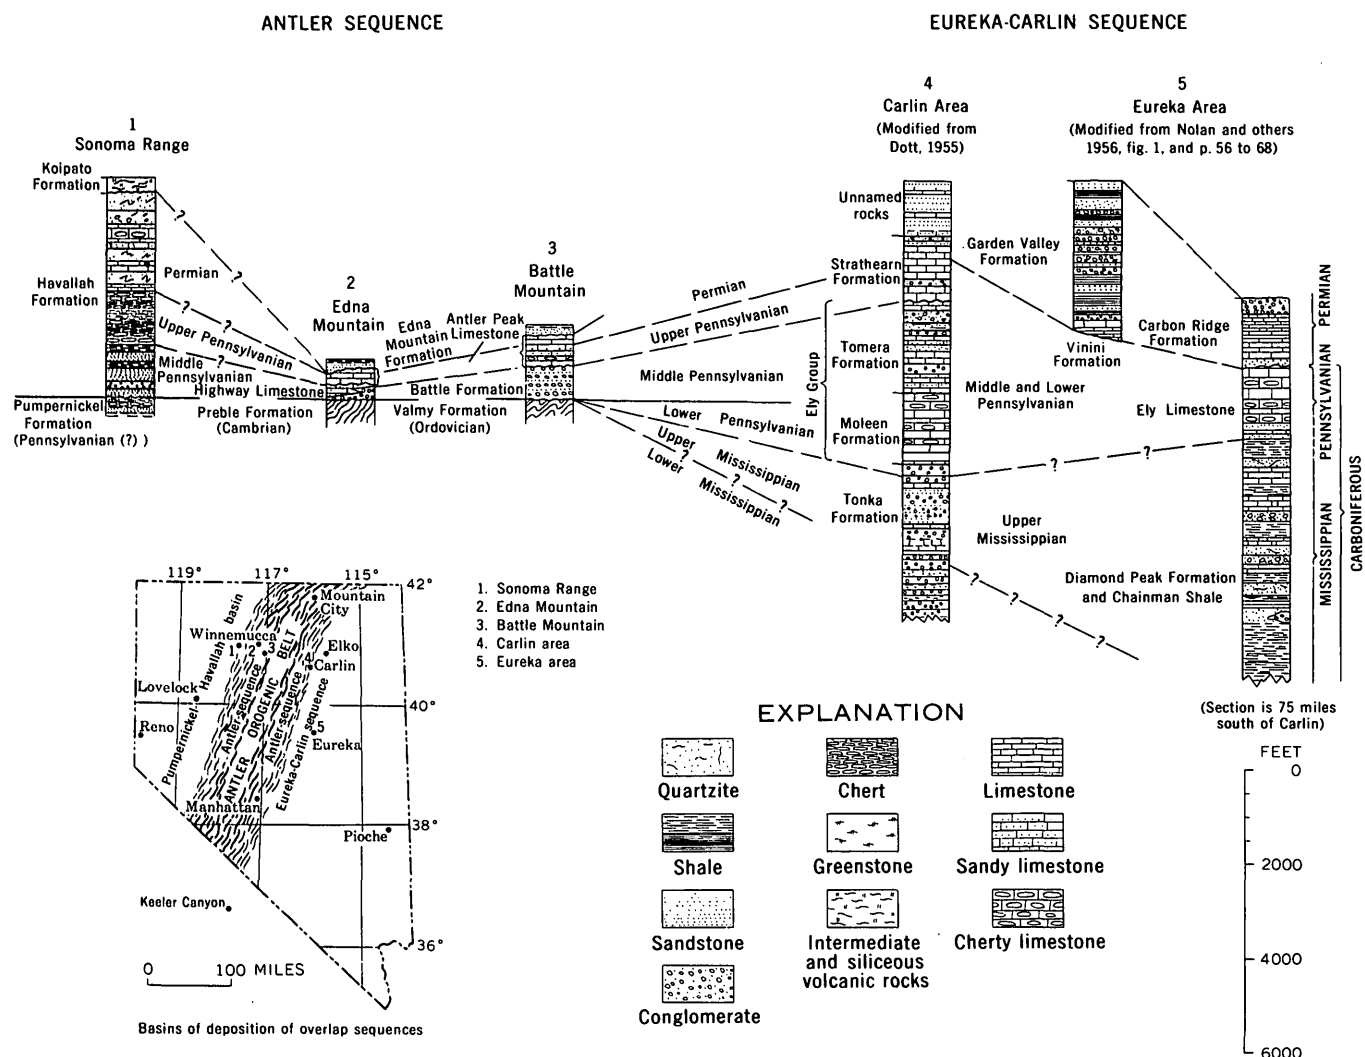 ANTLER SEQUENCE
EUREKA-CARLIN SEQUENCE
1
Sonoma Range
2
Edna
Mountain
3
Battle
Mountain
4
Carlin Area
(Modified from
Dott, 1955)
5
Eureka Area
(Modified from Nolan and others
1956, fig. 1, and p. 56 to 68)
Koipato
Formation
Havallah
Formation
Pumpernickel
Formation
(Pennsylvanian (?) )
?
?
Permian
?
?
Upper Pennsylvanian
?
Middle
Pennsylvanian
Highway Limestone
Preble Formation
(Cambrian)
Edna
Mountain
Formation
Antler Peak
Limestone
Battle Formation
Valmy Formation
(Ordovician)
Permian
Upper Pennsylvanian
Middle Pennsylvanian
Lower Pennsylvanian
Upper Mississippian
? ? ?
Lower Mississippian
Ely Group
Unnamed
rocks
Strathearn
Formation
Tomera
Formation
Moleen
Formation
Tonka
Formation
Garden Valley
Formation
Vinini
Formation
Carbon Ridge
Formation
Middle and Lower
Pennsylvanian
Ely Limestone
? ?
Upper
Mississippian
Diamond Peak Formation
and Chainman Shale
? ? ? ?
PERMIAN
PENNSYLVANIAN
MISSISSIPPIAN
CARBONIFEROUS
(Section is 75 miles
south of Carlin)
119° 117° 115°
42°
40°
38°
36°
Mountain
City
Winnemucca
1 2 3
Elko
4
Carlin
Lovelock
Reno
5
Eureka
Manhattan
Pioche
Keeler Canyon
Pumpernickel-Havallah basin
Antler sequence
ANTLER OROGENIC BELT
Antler sequence
Eureka-Carlin sequence
0 100 MILES
Basins of deposition of overlap sequences
1. Sonoma Range
2. Edna Mountain
3. Battle Mountain
4. Carlin area
5. Eureka area
EXPLANATION
Quartzite
Chert
Limestone
Shale
Greenstone
Sandy limestone
Sandstone
Intermediate
and siliceous
volcanic rocks
Cherty limestone
Conglomerate
FEET
0
2000
4000
6000